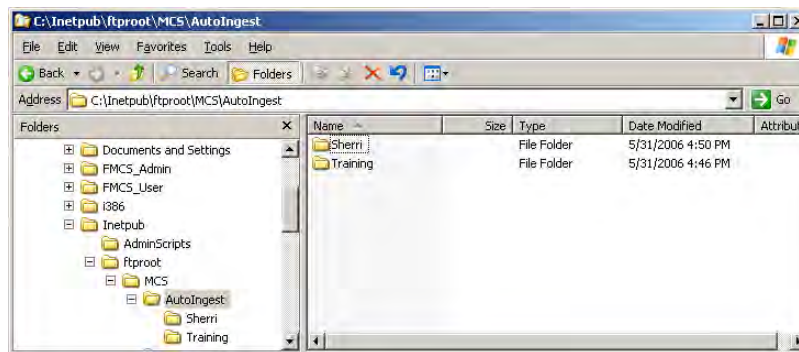 C:\Inetpub\ftproot\MCS\AutoIngest
File Edit View Favorites Tools Help
Back Search Folders
Address C:\Inetpub\ftproot\MCS\AutoIngest Go
Folders
Documents and Settings
FMCS_Admin
FMCS_User
i386
Inetpub
AdminScripts
ftproot
MCS
AutoIngest
Sherri
Training
Name Size Type Date Modified Attribut
Sherri File Folder 5/31/2006 4:50 PM
Training File Folder 5/31/2006 4:46 PM